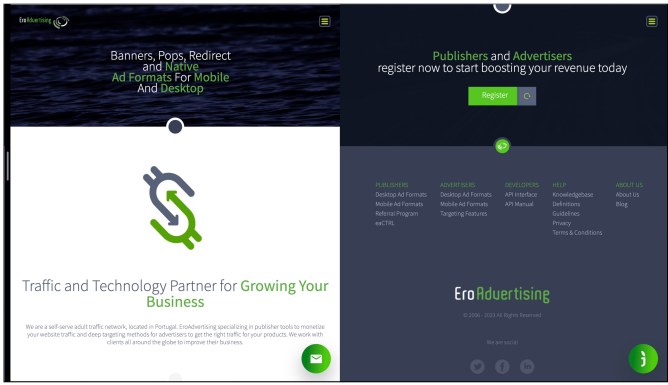 EroAdvertising
Banners, Pops, Redirect
and Native
Ad Formats For Mobile
And Desktop
Traffic and Technology Partner for Growing Your
Business
We are a self-serve adult traffic network, located in Portugal. EroAdvertising specializing in publisher tools to monetize
your website traffic and deep targeting methods for advertisers to get the right traffic for your products. We work with
clients all around the globe to improve their business.
Publishers and Advertisers
register now to start boosting your revenue today
Register
PUBLISHERS
Desktop Ad Formats
Mobile Ad Formats
Referral Program
exCTRL
ADVERTISERS
Desktop Ad Formats
Mobile Ad Formats
Targeting Features
DEVELOPERS
API Interface
API Manual
HELP
Knowledgebase
Definitions
Guidelines
Privacy
Terms & Conditions
ABOUT US
About Us
Blog
EroAdvertising
All Rights Reserved
We are social